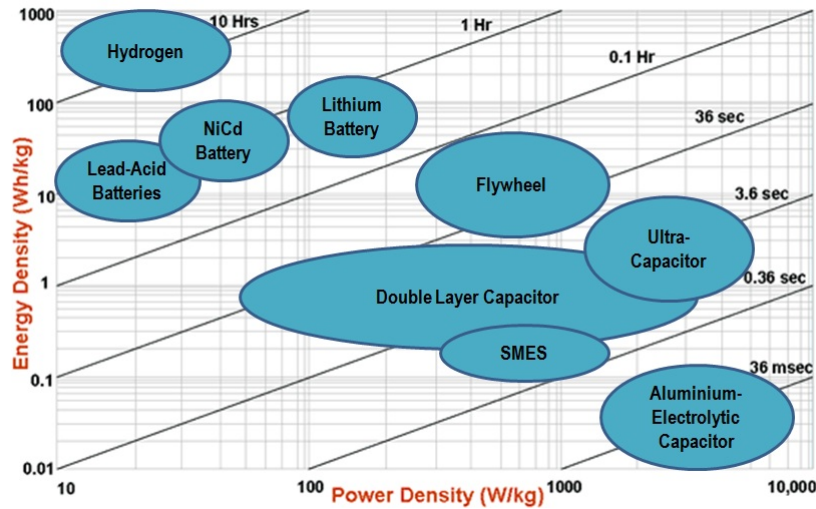 1000
10 Hrs
1 Hr
Hydrogen
0.1 Hr
100
Lithium
Battery
36 sec
NiCd
Battery
Lead-Acid
Batteries
Flywheel
10
3.6 sec
Ultra-
Capacitor
1
0.36 sec
Double Layer Capacitor
SMES
0.1
36 msec
Aluminium-
Electrolytic
Capacitor
0.01
Energy Density (Wh/kg)
10
100
1000
10,000
Power Density (W/kg)